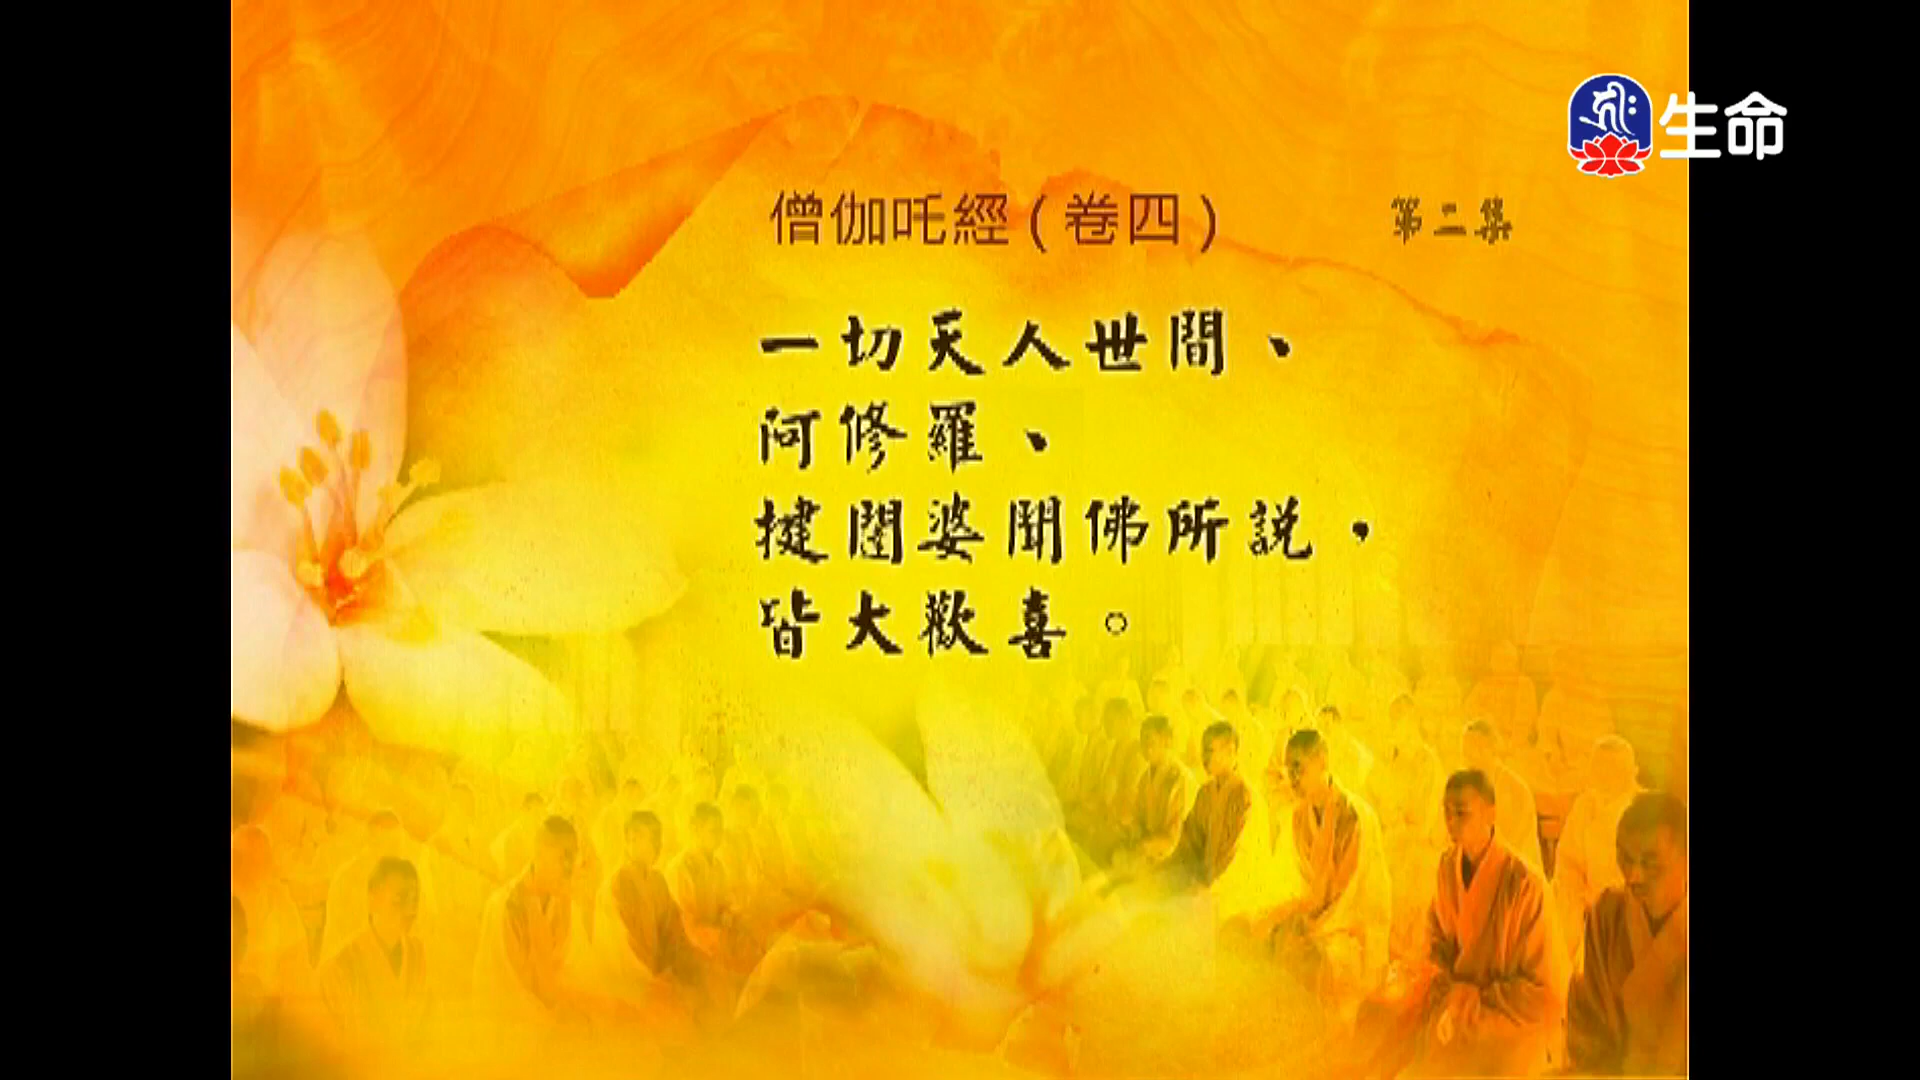 生命
僧伽吒經(卷四) 第二集
一切天人世間、
阿修羅、
揵闥婆聞佛所說，
皆大歡喜。